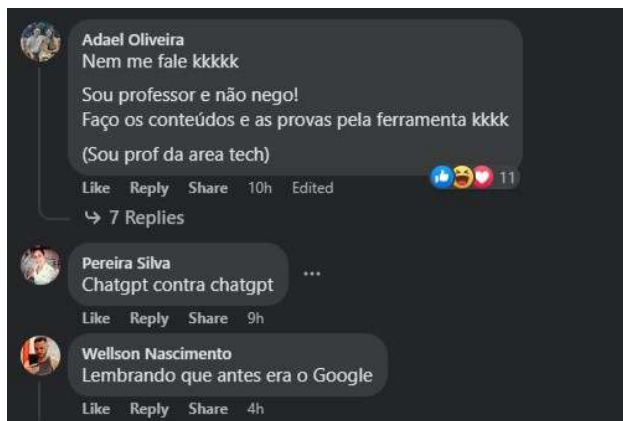 Adael Oliveira
Nem me fale kkkkk
Sou professor e não nego!
Faço os conteúdos e as provas pela ferramenta kkkk
(Sou prof da area tech)
Like Reply Share 10h Edited
11
7 Replies
Pereira Silva
Chatgpt contra chatgpt
Like Reply Share 9h
Wellson Nascimento
Lembrando que antes era o Google
Like Reply Share 4h